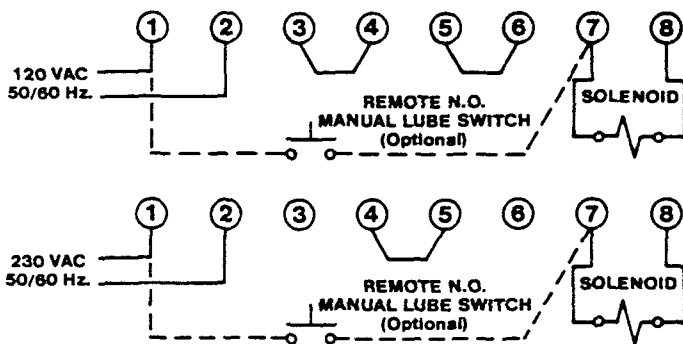 1 2 3 4 5 6 7 8
120 VAC
50/60 Hz.
REMOTE N.O.
MANUAL LUBE SWITCH
(Optional)
SOLENOID
1 2 3 4 5 6 7 8
230 VAC
50/60 Hz.
REMOTE N.O.
MANUAL LUBE SWITCH
(Optional)
SOLENOID